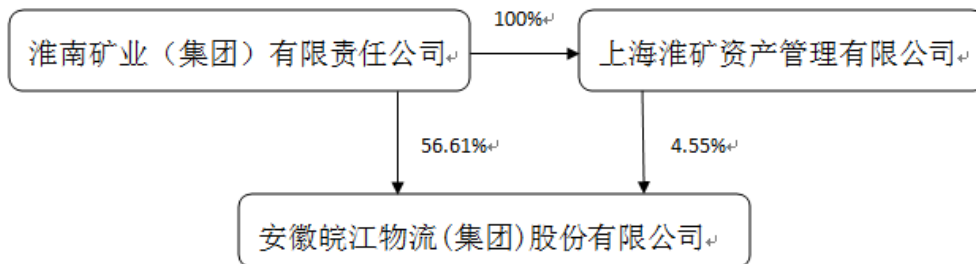 100%
淮南矿业（集团）有限责任公司
上海淮矿资产管理有限公司
56.61%
4.55%
安徽皖江物流(集团)股份有限公司